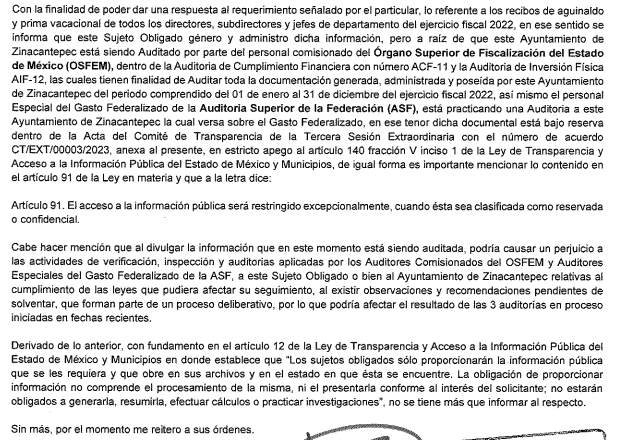 Con la finalidad de poder dar una respuesta al requerimiento señalado por el particular, lo referente a los recibos de aguinaldo
y prima vacacional de todos los directores, subdirectores y jefes de departamento del ejercicio fiscal 2022, en ese sentido se
informa que este Sujeto Obligado género y administro dicha información, pero a raíz de que este Ayuntamiento de
Zinacantepec está siendo Auditado por parte del personal comisionado del Órgano Superior de Fiscalización del Estado
de México (OSFEM), dentro de la Auditoria de Cumplimiento Financiera con número ACF-11 y la Auditoria de Inversión Física
AIF-12, las cuales tienen finalidad de Auditar toda la documentación generada, administrada y poseída por este Ayuntamiento
de Zinacantepec del periodo comprendido del 01 de enero al 31 de diciembre del ejercicio fiscal 2022, así mismo el personal
Especial del Gasto Federalizado de la Auditoría Superior de la Federación (ASF), está practicando una Auditoria a este
Ayuntamiento de Zinacantepec la cual versa sobre el Gasto Federalizado, en ese tenor dicha documental está bajo reserva
dentro de la Acta del Comité de Transparencia de la Tercera Sesión Extraordinaria con el número de acuerdo
CT/EXT/00003/2023, anexa al presente, en estricto apego al artículo 140 fracción V inciso 1 de la Ley de Transparencia y
Acceso a la Información Pública del Estado de México y Municipios, de igual forma es importante mencionar lo contenido en
el artículo 91 de la Ley en materia y que a la letra dice:
Artículo 91. El acceso a la información pública será restringido excepcionalmente, cuando ésta sea clasificada como reservada
o confidencial.
Cabe hacer mención que al divulgar la información que en este momento está siendo auditada, podría causar un perjuicio a
las actividades de verificación, inspección y auditorias aplicadas por los Auditores Comisionados del OSFEM y Auditores
Especiales del Gasto Federalizado de la ASF, a este Sujeto Obligado o bien al Ayuntamiento de Zinacantepec relativas al
cumplimiento de las leyes que pudiera afectar su seguimiento, al existir observaciones y recomendaciones pendientes de
solventar, que forman parte de un proceso deliberativo, por lo que podría afectar el resultado de las 3 auditorías en proceso
iniciadas en fechas recientes.
Derivado de lo anterior, con fundamento en el artículo 12 de la Ley de Transparencia y Acceso a la Información Pública del
Estado de México y Municipios en donde establece que "Los sujetos obligados sólo proporcionarán la información pública
que se les requiera y que obre en sus archivos y en el estado en que ésta se encuentre. La obligación de proporcionar
información no comprende el procesamiento de la misma, ni el presentarla conforme al interés del solicitante; no estarán
obligados a generarla, resumirla, efectuar cálculos o practicar investigaciones", no se tiene más que informar al respecto.
Sin más, por el momento me reitero a sus órdenes.